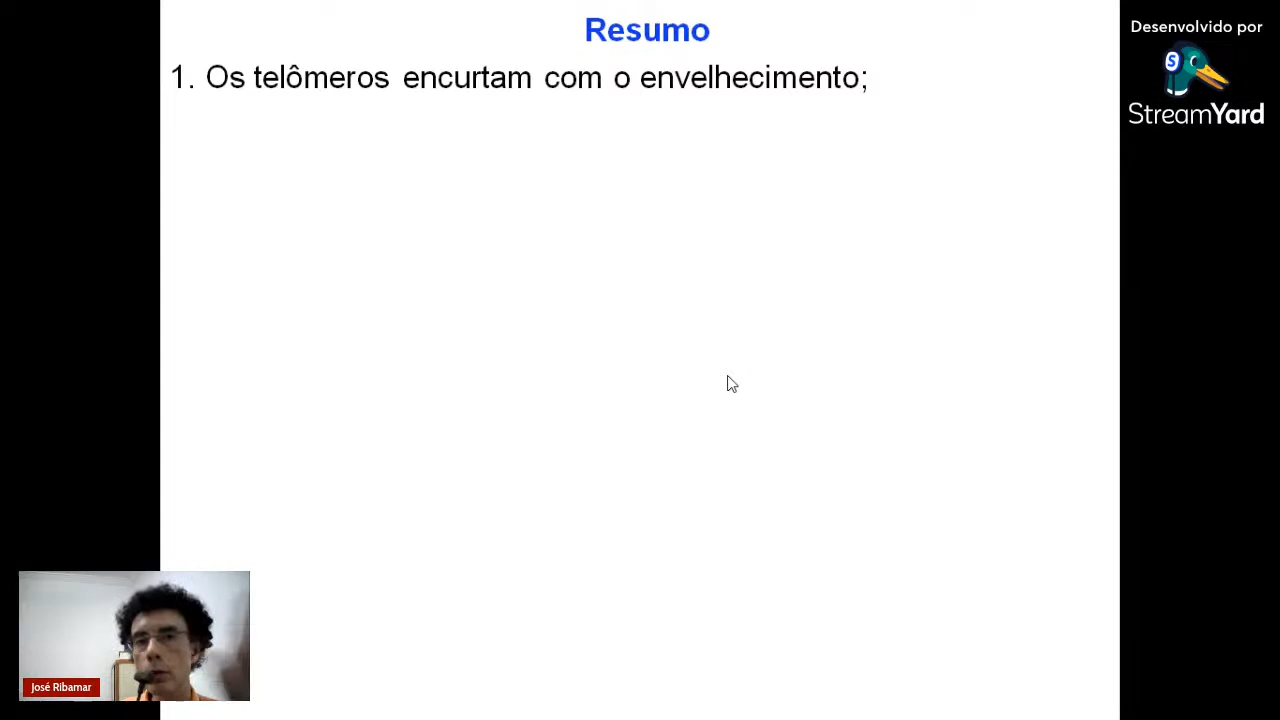 Resumo
1. Os telômeros encurtam com o envelhecimento;
Desenvolvido por
S
StreamYard
José Ribamar